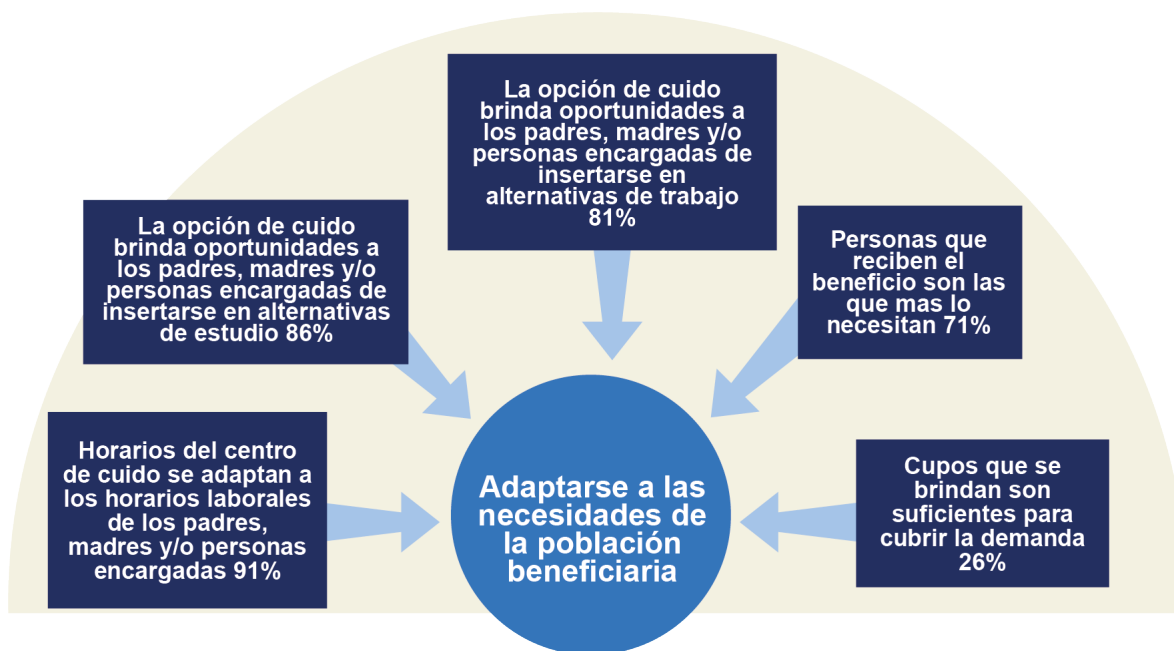 La opción de cuido
brinda oportunidades a
los padres, madres y/o
personas encargadas de
insertarse en
alternativas de trabajo
81%
La opción de cuido
brinda oportunidades a
los padres, madres y/o
personas encargadas de
insertarse en alternativas
de estudio 86%
Personas que
reciben el
beneficio son las
que mas lo
necesitan 71%
Horarios del centro
de cuido se adaptan a
los horarios laborales
de los padres,
madres y/o personas
encargadas 91%
Adaptarse a las
necesidades de
la población
beneficiaria
Cupos que se
brindan son
suficientes para
cubrir la demanda
26%